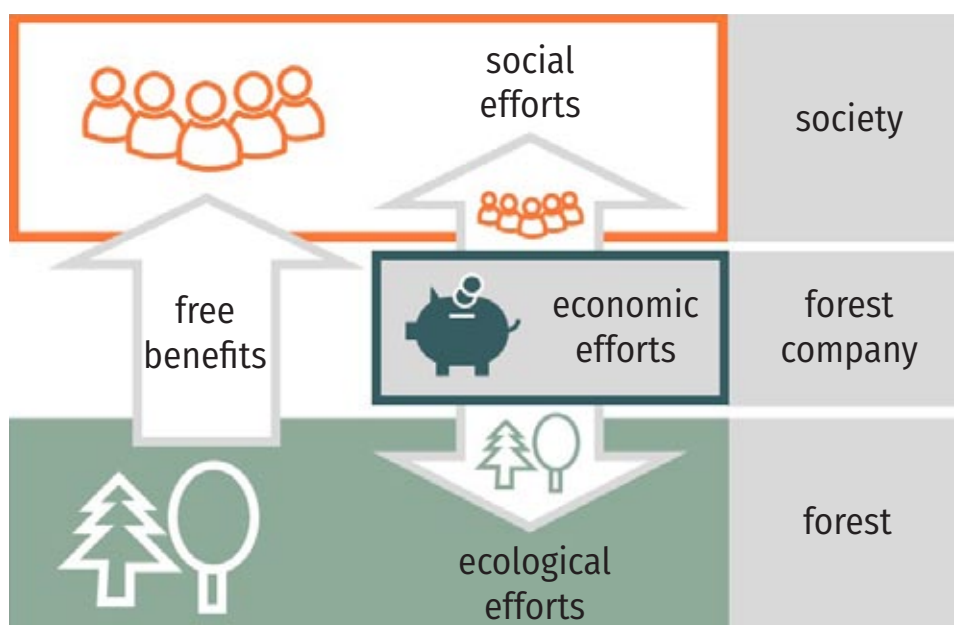 social
efforts
society
free
benefits
economic
efforts
forest
company
ecological
efforts
forest